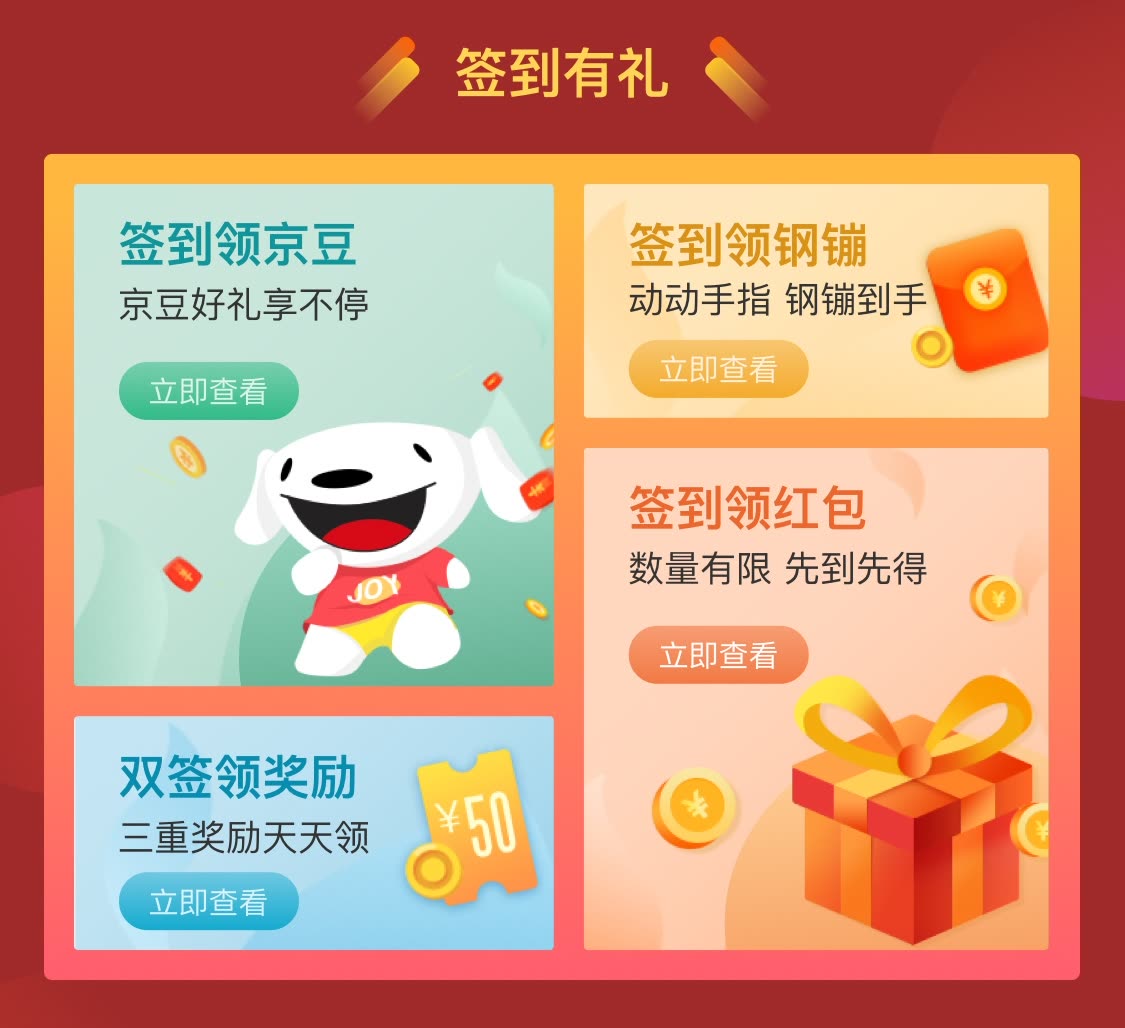 签到有礼
签到领京豆
京豆好礼享不停
立即查看
JOY
签到领钢镚
动动手指 钢镚到手
¥
立即查看
双签领奖励
三重奖励天天领
立即查看
¥50
签到领红包
数量有限 先到先得
立即查看
¥
¥
¥